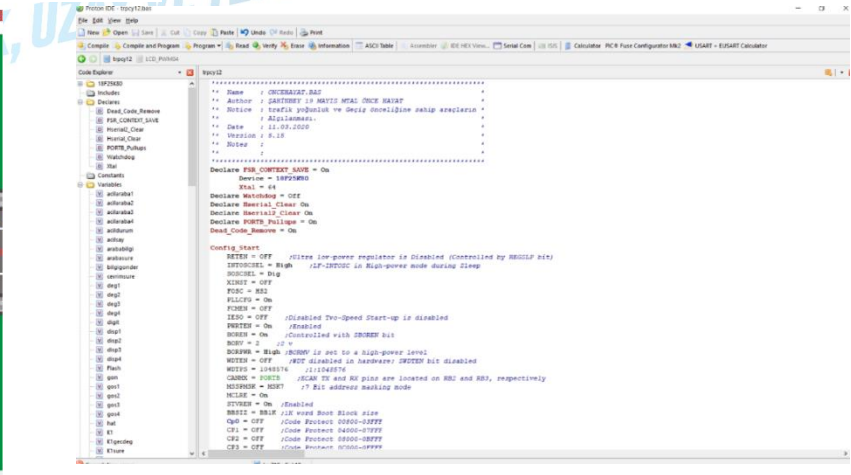 K, UZA
Proton IDE - trpcy12.bas
File Edit View Help
New Open Save Cut Copy Paste Undo Redo Print
Compile Compile and Program Program Read Verify Erase Information ASCII Table Assembler Serial Com Calculator USART - EUSART Calculator
trpcy12 LCD_PWM04
Code Explorer
trpcy12
18F25K80
Includes
Declares
Dead_Code_Remove
FSR_CONTEXT_SAVE
Hserial2_Clear
Hserial_Clear
PORTB_Pullups
Watchdog
Xtal
Constants
Variables
acilaraba1
acilaraba2
acilaraba3
acilaraba4
acildurum
acilsay
arababilgi
arabasure
bilgigonder
cevrimsure
deg1
deg2
deg3
deg4
digit
disp1
disp2
disp3
disp4
Flash
gon
gos1
gos2
gos3
gos4
hat
K1
K1gecdeg
K1sure
'* Name : ONCEHAYAT.BAS
'* Author : ŞAHİNBEY 19 MAYIS MTAL ÖNCE HAYAT
'* Notice : trafik yoğunluk ve Geçiş önceliğine sahip araçların
'* : Algılanması.
'* Date : 11.03.2020
'* Version :
'* Notes :
'* :
Declare FSR_CONTEXT_SAVE = On
Device = 18F25K80
Xtal = 64
Declare Watchdog = Off
Declare Hserial_Clear On
Declare Hserial2_Clear On
Declare PORTB_Pullups = On
Dead_Code_Remove = On
Config_Start
RETEN = OFF ;Ultra low-power regulator is Disabled (Controlled by REGSLP bit)
INTOSCSEL = High ;LF-INTOSC in High-power mode during Sleep
SOSCSEL = Dig
XINST = OFF
FOSC = HS2
PLLCFG = On
FCMEN = OFF
IESO = OFF ;Disabled Two-Speed Start-up is disabled
PWRTEN = On ;Enabled
BOREN = On ;Controlled with SBOREN bit
BORV = 2 ;2 v
BORPWR = High ;BORMV is set to a high-power level
WDTEN = OFF ;WDT disabled in hardware; SWDTEN bit disabled
WDTPS = 1048576 ;1:1048576
CANMX = PORTB ;ECAN TX and RX pins are located on RB2 and RB3, respectively
MSSPMSK = MSK7 ;7 Bit address masking mode
MCLRE = On
STVREN = On ;Enabled
BBSIZ = BB1K ;1K word Boot Block size
Cp0 = OFF ;Code Protect 00800-03FFF
CP1 = OFF ;Code Protect 04000-07FFF
CP2 = OFF ;Code Protect 08000-0BFFF
CP3 = OFF ;Code Protect 0C000-0FFFF